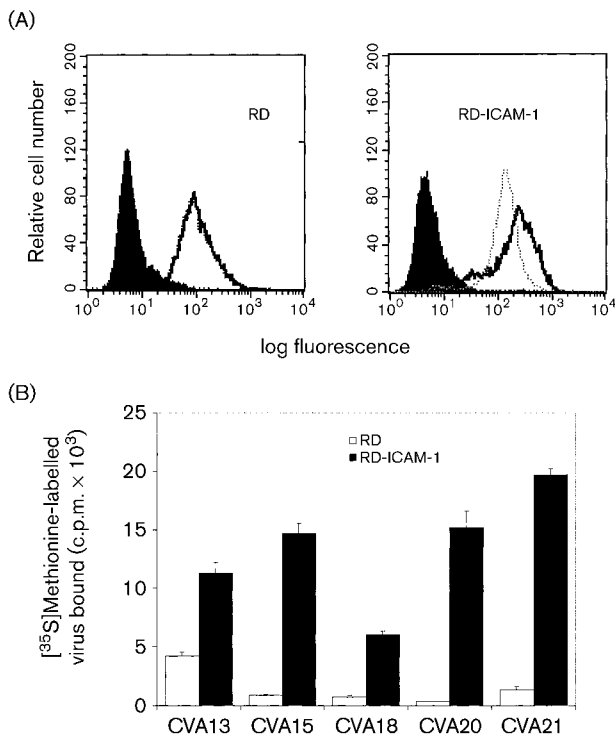 (A)
Relative cell number
200
160
120
80
40
0
RD
10⁰ 10¹ 10² 10³ 10⁴
200
160
120
80
40
0
RD-ICAM-1
10⁰ 10¹ 10² 10³ 10⁴
log fluorescence
(B)
[³⁵S]Methionine-labelled
virus bound (c.p.m. × 10³)
25
20
15
10
5
0
RD
RD-ICAM-1
CVA13 CVA15 CVA18 CVA20 CVA21